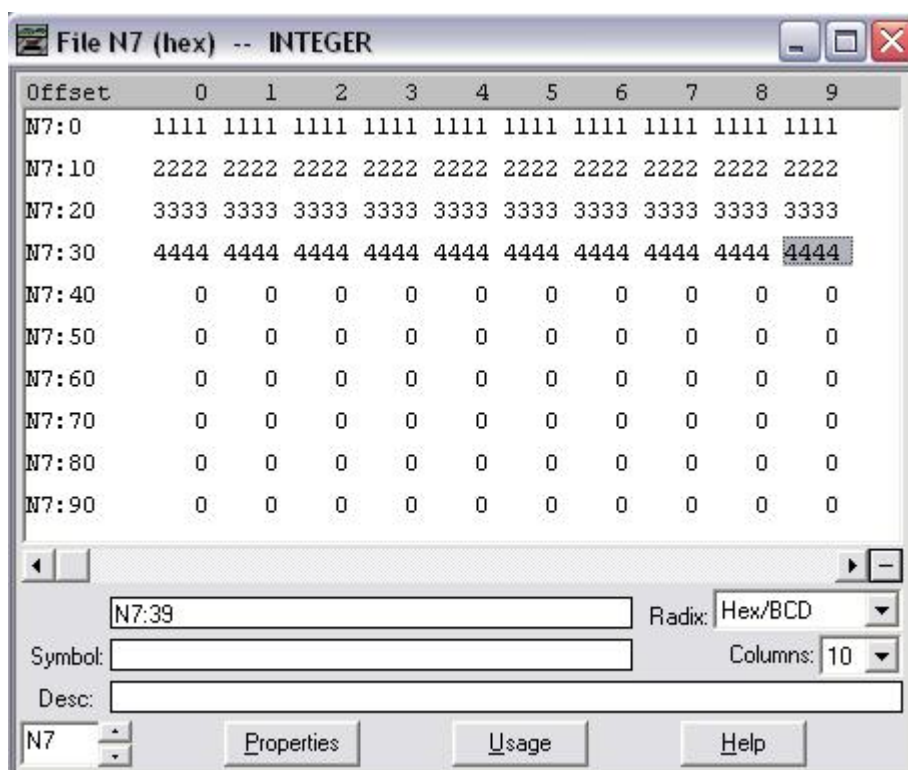 File N7 (hex) -- INTEGER
Offset 0 1 2 3 4 5 6 7 8 9
N7:0 1111 1111 1111 1111 1111 1111 1111 1111 1111 1111
N7:10 2222 2222 2222 2222 2222 2222 2222 2222 2222 2222
N7:20 3333 3333 3333 3333 3333 3333 3333 3333 3333 3333
N7:30 4444 4444 4444 4444 4444 4444 4444 4444 4444 4444
N7:40 0 0 0 0 0 0 0 0 0 0
N7:50 0 0 0 0 0 0 0 0 0 0
N7:60 0 0 0 0 0 0 0 0 0 0
N7:70 0 0 0 0 0 0 0 0 0 0
N7:80 0 0 0 0 0 0 0 0 0 0
N7:90 0 0 0 0 0 0 0 0 0 0
N7:39 Radix: Hex/BCD
Symbol: Columns: 10
Desc:
N7 Properties Usage Help